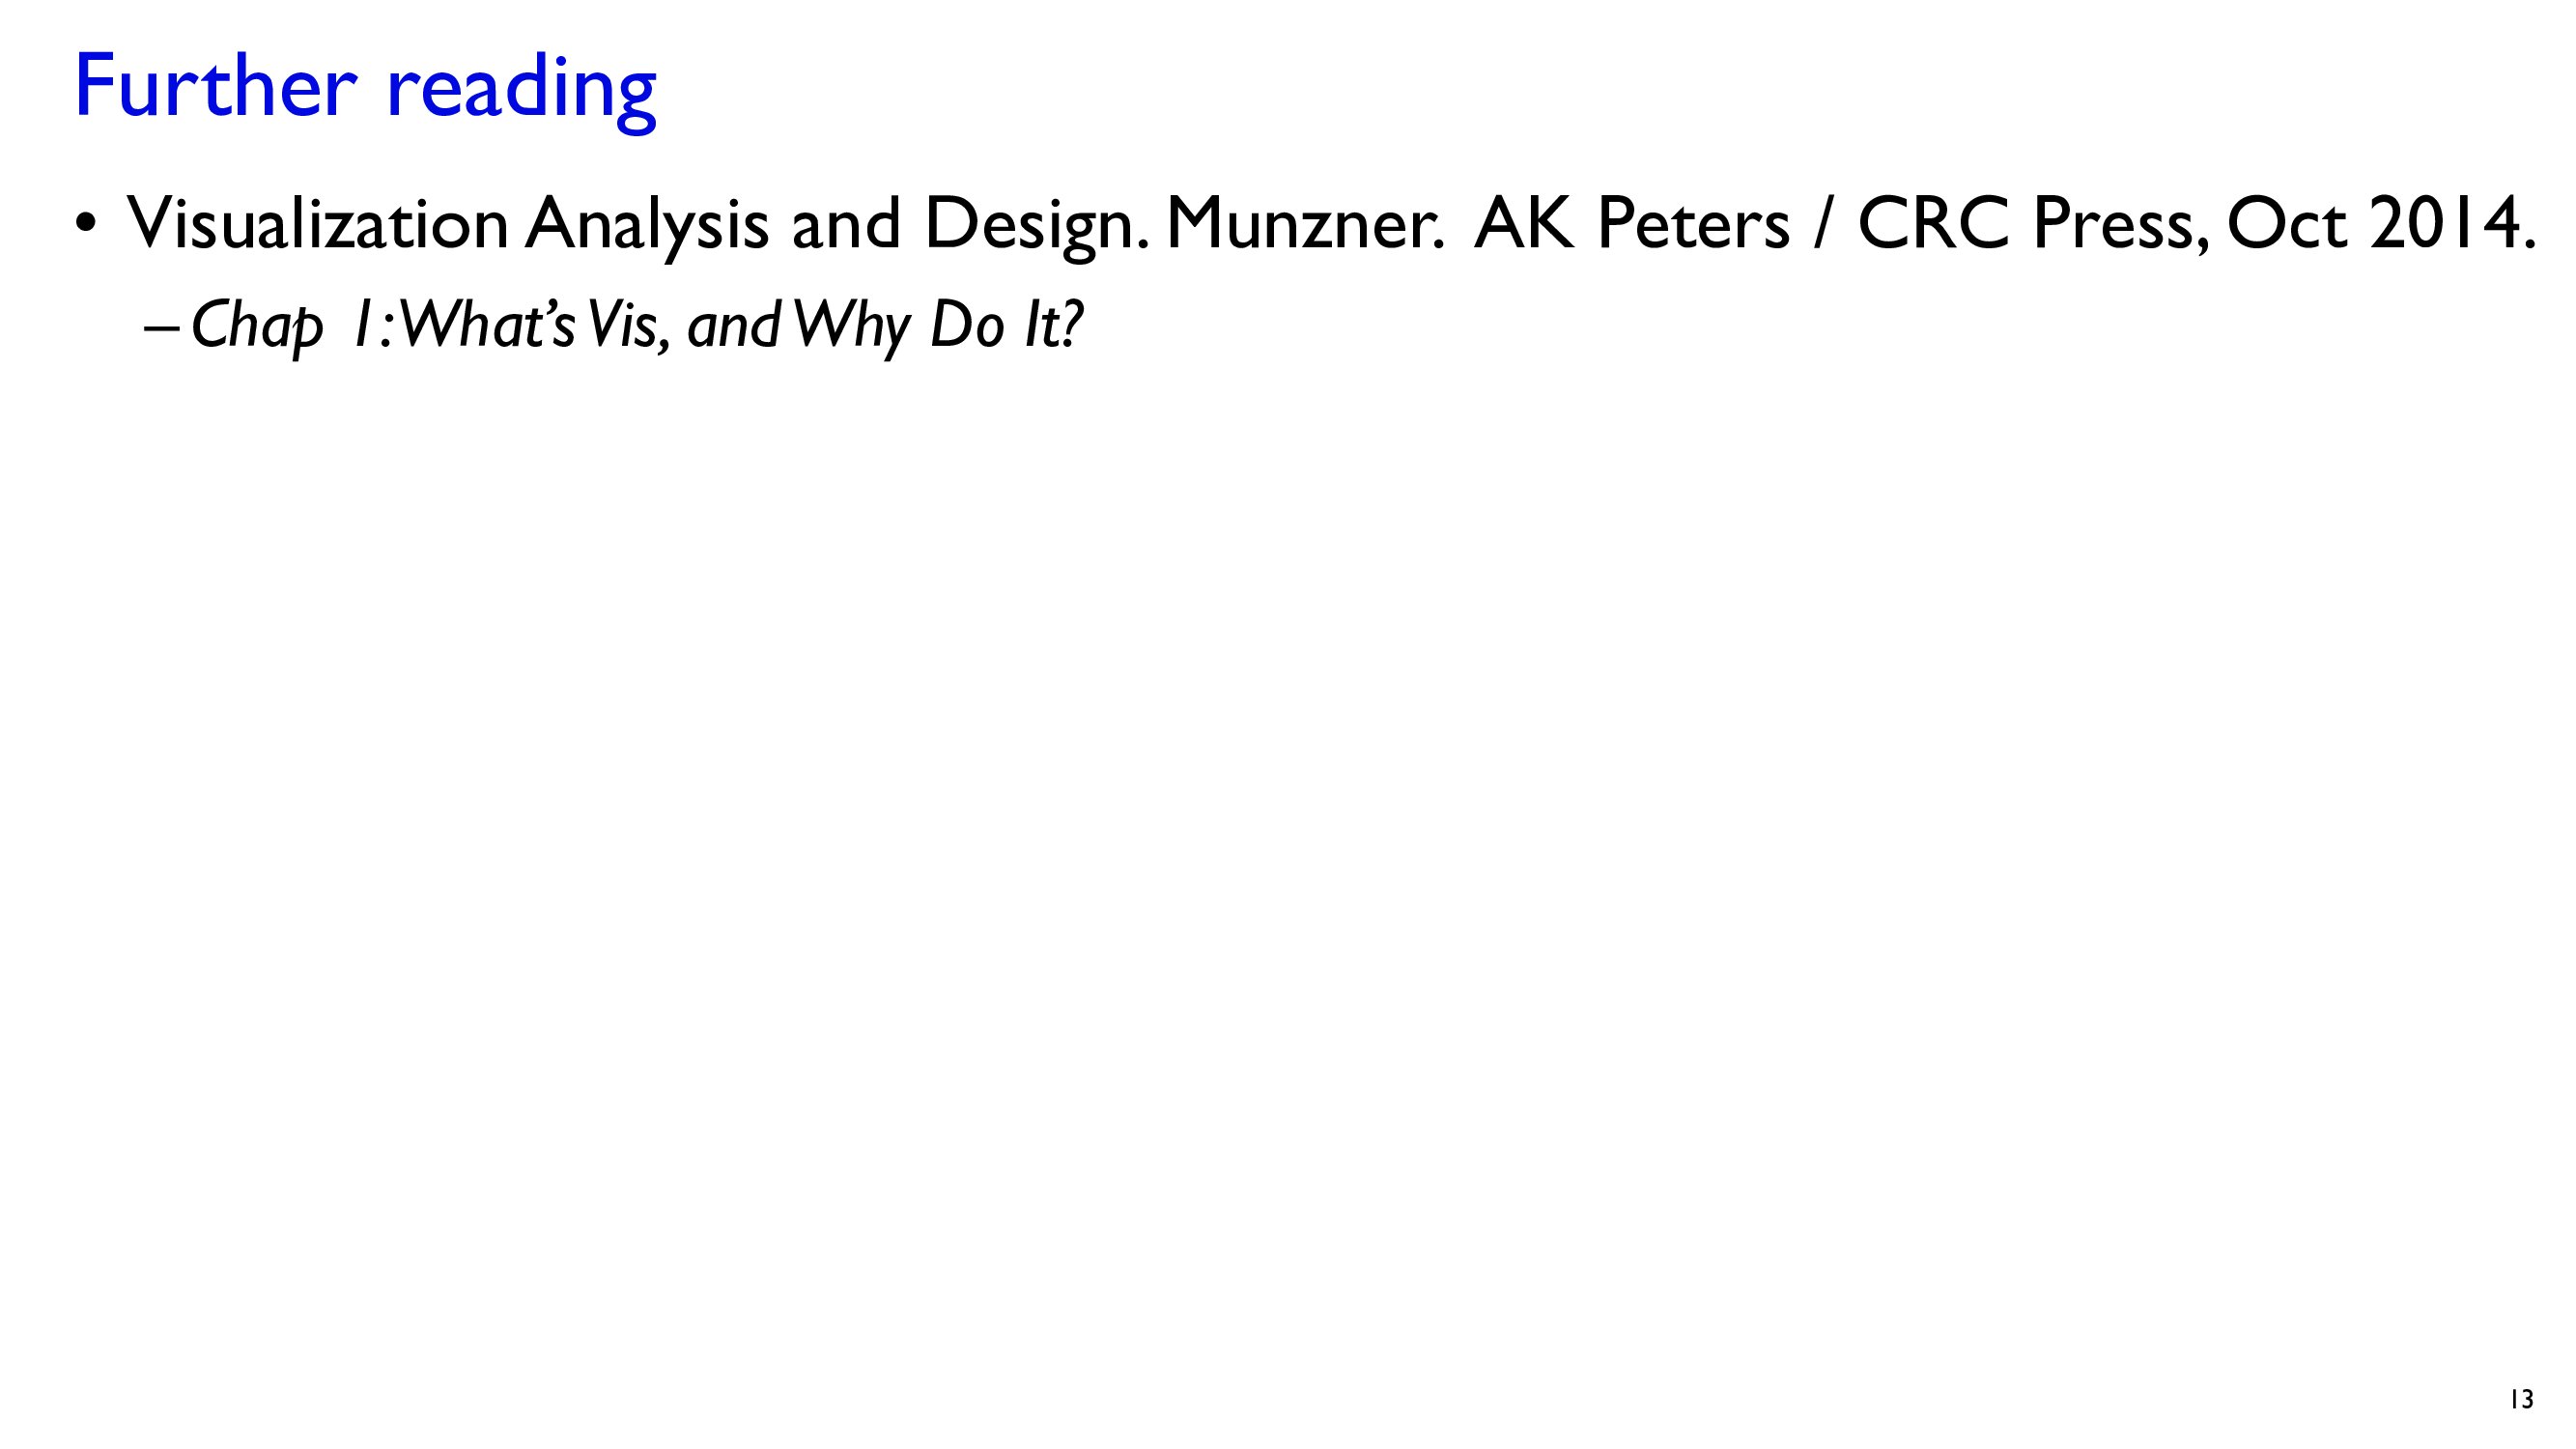 Further reading
• Visualization Analysis and Design. Munzner. AK Peters / CRC Press, Oct 2014.
– Chap 1: What’s Vis, and Why Do It?
13